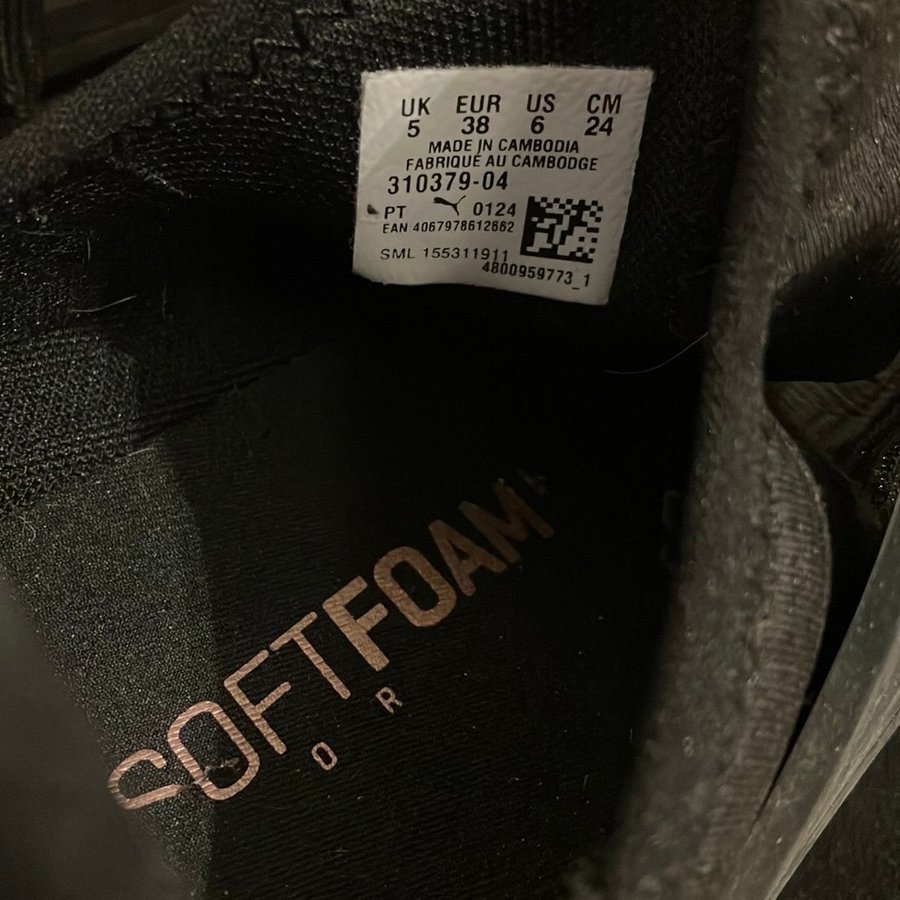 UK EUR US CM
5 38 6 24
MADE IN CAMBODIA
FABRIQUÉ AU CAMBODGE
310379-04
PT 0124
EAN 4067978612862
SML 155311911
4800959773_1
SOFTFOAM
O R